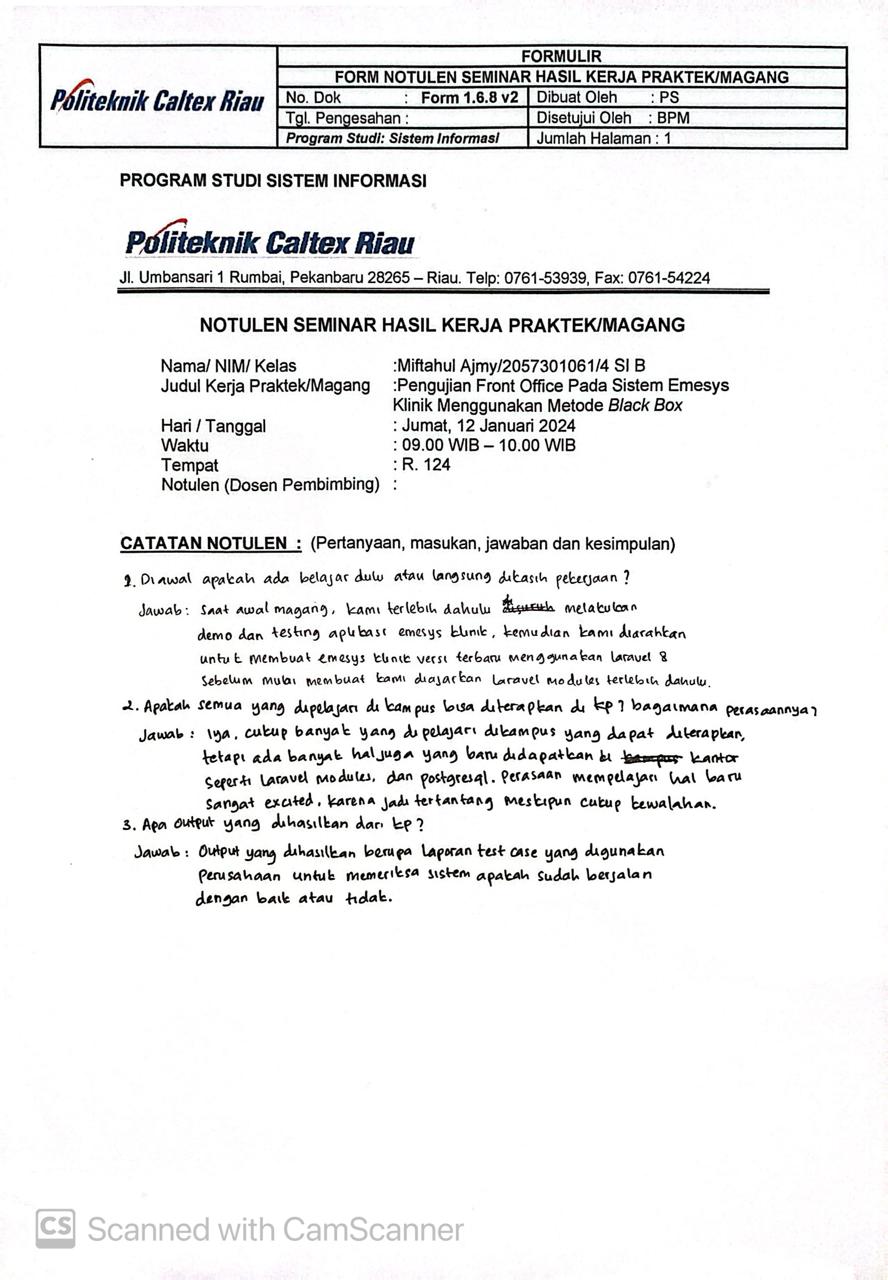 Politeknik Caltex Riau
FORMULIR
FORM NOTULEN SEMINAR HASIL KERJA PRAKTEK/MAGANG
No. Dok : Form 1.6.8 v2 Dibuat Oleh : PS
Tgl. Pengesahan : Disetujui Oleh : BPM
Program Studi: Sistem Informasi Jumlah Halaman : 1
PROGRAM STUDI SISTEM INFORMASI
Politeknik Caltex Riau
Jl. Umbansari 1 Rumbai, Pekanbaru 28265 – Riau. Telp: 0761-53939, Fax: 0761-54224
NOTULEN SEMINAR HASIL KERJA PRAKTEK/MAGANG
Nama/ NIM/ Kelas :Miftahul Ajmy/2057301061/4 SI B
Judul Kerja Praktek/Magang :Pengujian Front Office Pada Sistem Emesys
Klinik Menggunakan Metode Black Box
Hari / Tanggal : Jumat, 12 Januari 2024
Waktu : 09.00 WIB – 10.00 WIB
Tempat : R. 124
Notulen (Dosen Pembimbing) :
CATATAN NOTULEN : (Pertanyaan, masukan, jawaban dan kesimpulan)
1. Diawal apakah ada belajar dulu atau langsung dikasih pekerjaan ?
Jawab : Saat awal magang, kami terlebih dahulu melakukan
demo dan testing aplikasi emesys klinik, kemudian kami diarahkan
untuk membuat emesys klinik versi terbaru menggunakan laravel 8
Sebelum mulai membuat kami diajarkan laravel modules terlebih dahulu.
2. Apakah semua yang dipelajari di kampus bisa diterapkan di kp ? bagaimana perasaannya ?
Jawab : Iya, cukup banyak yang dipelajari dikampus yang dapat diterapkan,
tetapi ada banyak hal juga yang baru didapatkan di kampus kantor
seperti laravel modules, dan postgresql. Perasaan mempelajari hal baru
sangat excited, karena jadi tertantang meskipun cukup kewalahan.
3. Apa output yang dihasilkan dari kp ?
Jawab : Output yang dihasilkan berupa laporan test case yang digunakan
Perusahaan untuk memeriksa sistem apakah sudah berjalan
dengan baik atau tidak.
CS Scanned with CamScanner